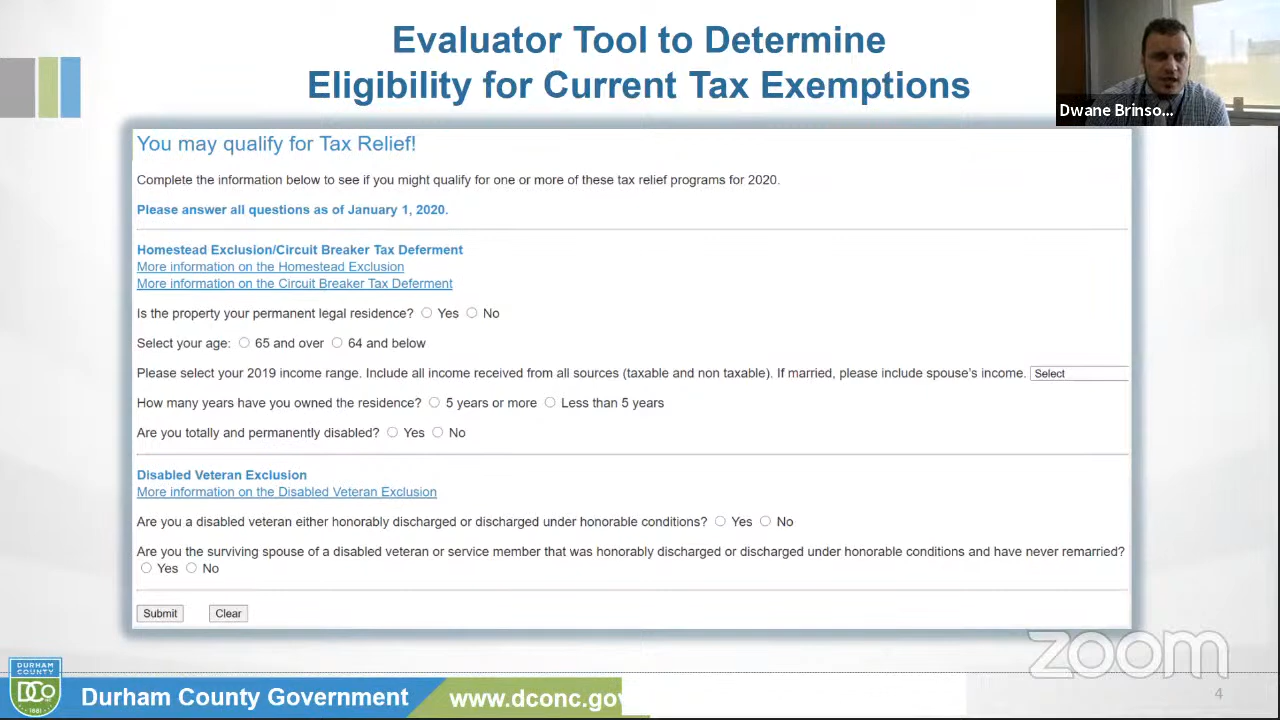 Evaluator Tool to Determine
Eligibility for Current Tax Exemptions
Dwane Brinso...
You may qualify for Tax Relief!
Complete the information below to see if you might qualify for one or more of these tax relief programs for 2020.
Please answer all questions as of January 1, 2020.
Homestead Exclusion/Circuit Breaker Tax Deferment
More information on the Homestead Exclusion
More information on the Circuit Breaker Tax Deferment
Is the property your permanent legal residence? Yes No
Select your age: 65 and over 64 and below
Please select your 2019 income range. Include all income received from all sources (taxable and non taxable). If married, please include spouse's income. Select
How many years have you owned the residence? 5 years or more Less than 5 years
Are you totally and permanently disabled? Yes No
Disabled Veteran Exclusion
More information on the Disabled Veteran Exclusion
Are you a disabled veteran either honorably discharged or discharged under honorable conditions? Yes No
Are you the surviving spouse of a disabled veteran or service member that was honorably discharged or discharged under honorable conditions and have never remarried?
Yes No
Submit Clear
zoom
DURHAM
COUNTY
DCo
1881
Durham County Government
www.dconc.gov
4